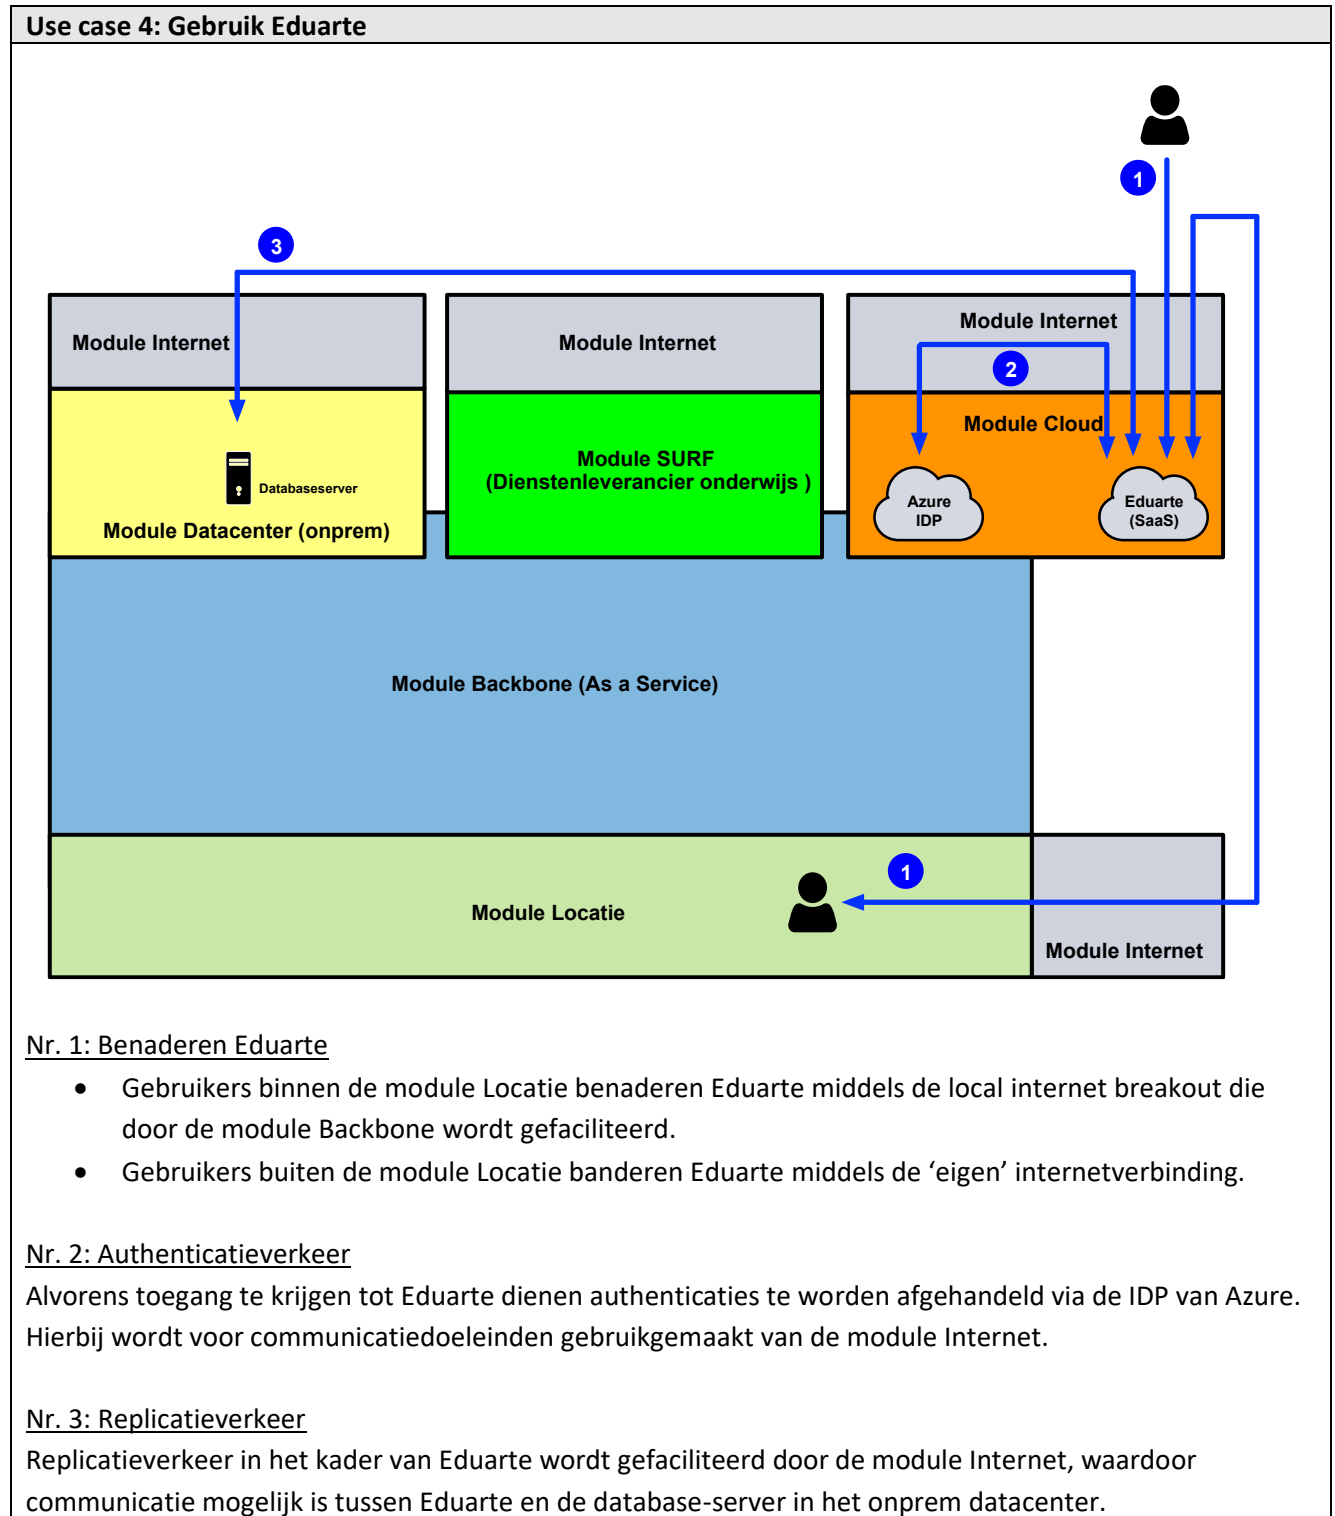 Use case 4: Gebruik Eduarte
1
3
Module Internet
Module Internet
Module Internet
2
Module Cloud
Module SURF
(Dienstenleverancier onderwijs )
Databaseserver
Azure
IDP
Eduarte
(SaaS)
Module Datacenter (onprem)
Module Backbone (As a Service)
1
Module Locatie
Module Internet
Nr. 1: Benaderen Eduarte
• Gebruikers binnen de module Locatie benaderen Eduarte middels de local internet breakout die
door de module Backbone wordt gefaciliteerd.
• Gebruikers buiten de module Locatie banderen Eduarte middels de ‘eigen’ internetverbinding.
Nr. 2: Authenticatieverkeer
Alvorens toegang te krijgen tot Eduarte dienen authenticaties te worden afgehandeld via de IDP van Azure.
Hierbij wordt voor communicatiedoeleinden gebruikgemaakt van de module Internet.
Nr. 3: Replicatieverkeer
Replicatieverkeer in het kader van Eduarte wordt gefaciliteerd door de module Internet, waardoor
communicatie mogelijk is tussen Eduarte en de database-server in het onprem datacenter.